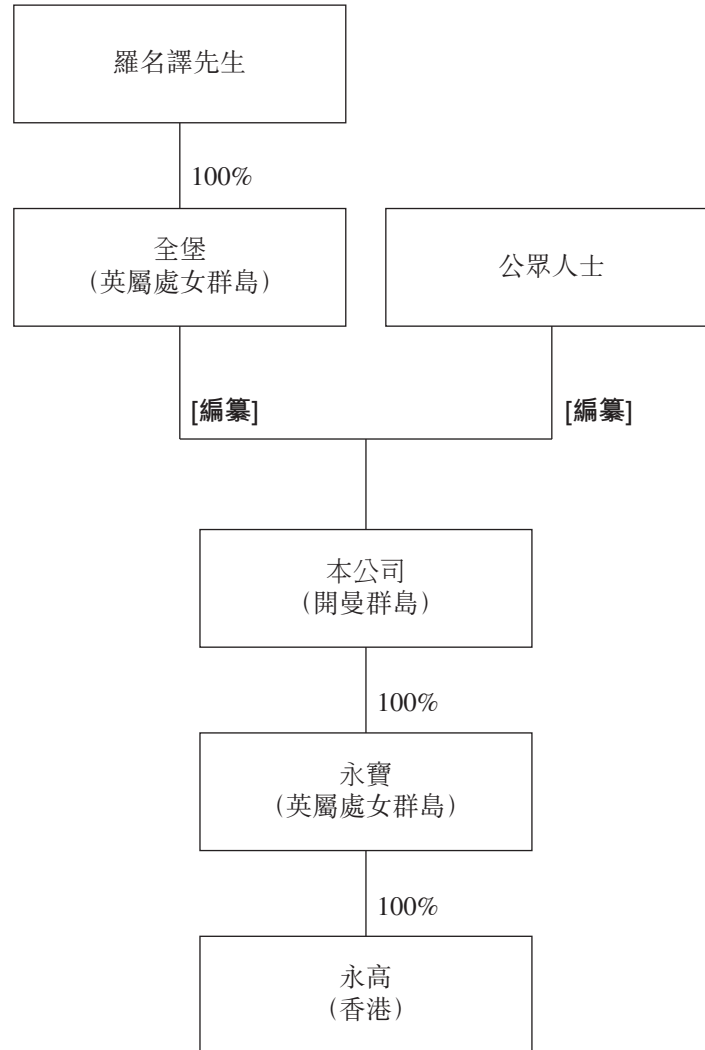 羅名譯先生
100%
全堡
（英屬處女群島）
公眾人士
[編纂]
[編纂]
本公司
（開曼群島）
100%
永寶
（英屬處女群島）
100%
永高
（香港）